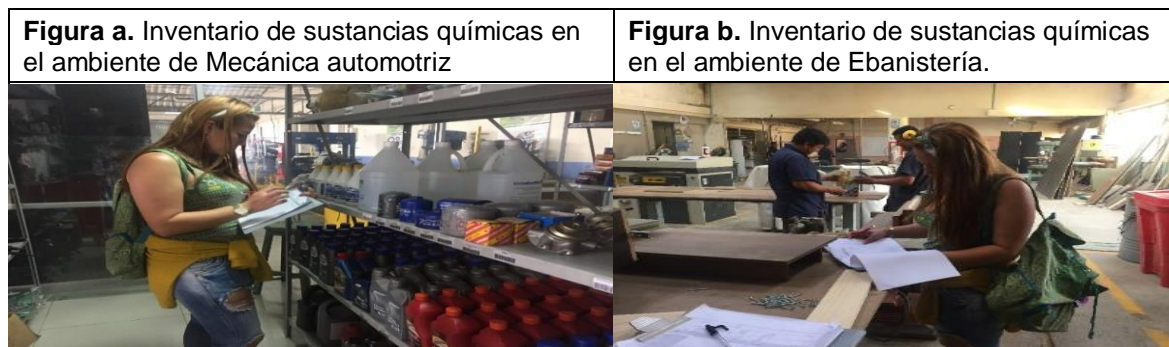 Figura a. Inventario de sustancias químicas en
el ambiente de Mecánica automotriz
Figura b. Inventario de sustancias químicas
en el ambiente de Ebanistería.